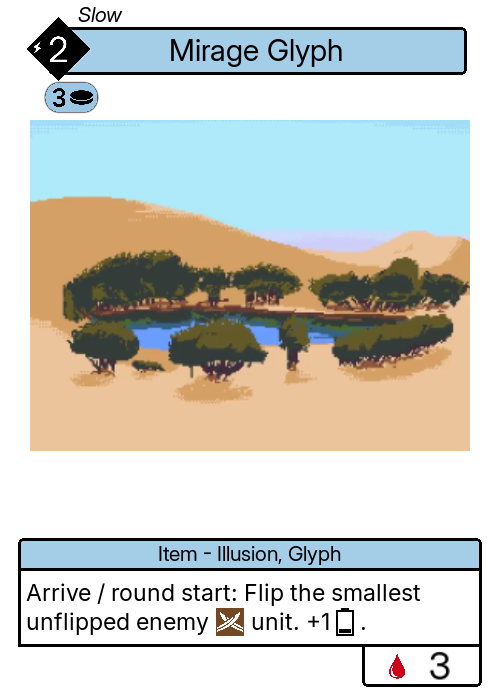 Slow
2
Mirage Glyph
3
Item - Illusion, Glyph
Arrive / round start: Flip the smallest
unflipped enemy unit. +1 .
3